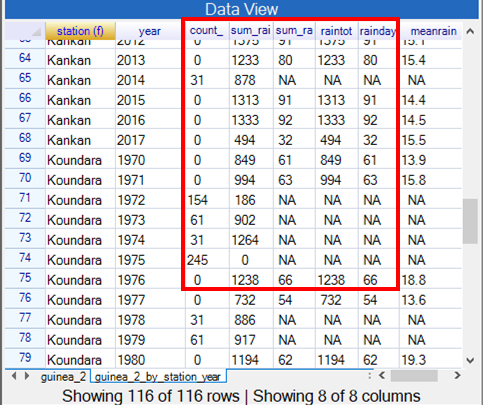 Data View
station (f) year count_ sum_rai sum_ra raintot rainday meanrain
63 Kankan 2012 0 1375 91 1375 91 15.1
64 Kankan 2013 0 1233 80 1233 80 15.4
65 Kankan 2014 31 878 NA NA NA NA
66 Kankan 2015 0 1313 91 1313 91 14.4
67 Kankan 2016 0 1333 92 1333 92 14.5
68 Kankan 2017 0 494 32 494 32 15.5
69 Koundara 1970 0 849 61 849 61 13.9
70 Koundara 1971 0 994 63 994 63 15.8
71 Koundara 1972 154 186 NA NA NA NA
72 Koundara 1973 61 902 NA NA NA NA
73 Koundara 1974 31 1264 NA NA NA NA
74 Koundara 1975 245 0 NA NA NA NA
75 Koundara 1976 0 1238 66 1238 66 18.8
76 Koundara 1977 0 732 54 732 54 13.6
77 Koundara 1978 31 886 NA NA NA NA
78 Koundara 1979 61 917 NA NA NA NA
79 Koundara 1980 0 1194 62 1194 62 19.3
guinea_2 guinea_2_by_station_year
Showing 116 of 116 rows | Showing 8 of 8 columns